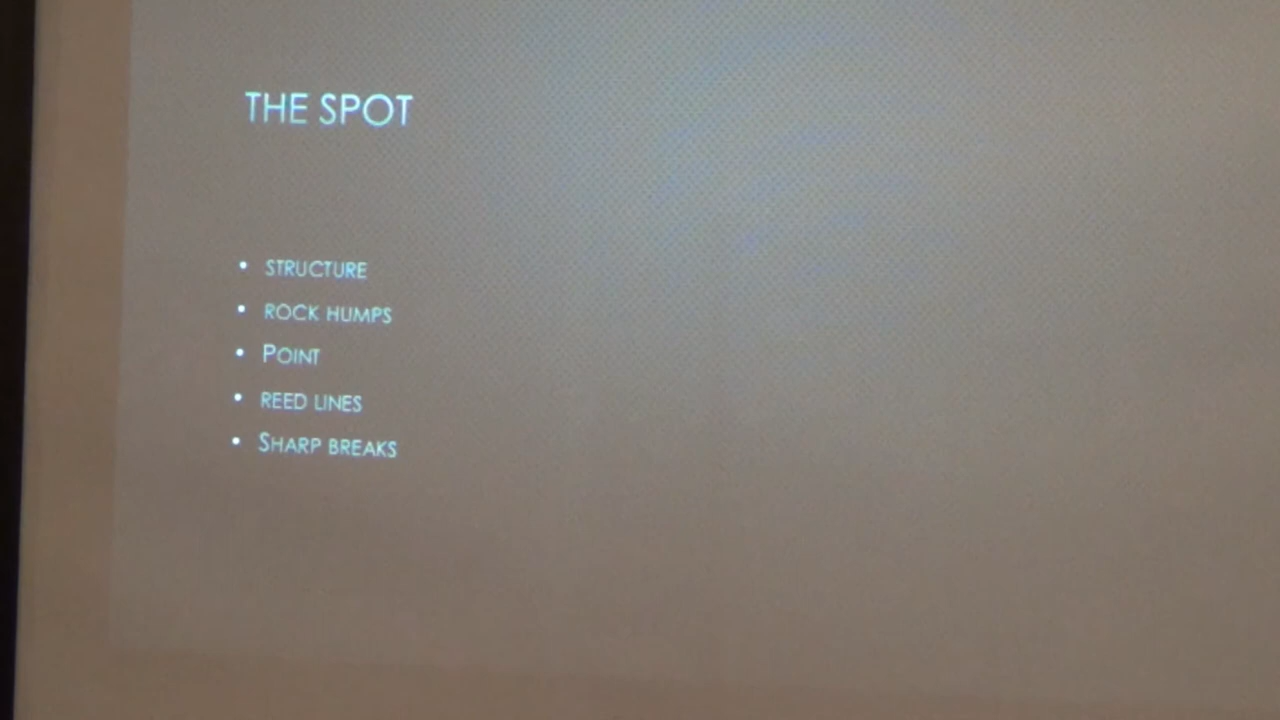 THE SPOT
• STRUCTURE
• ROCK HUMPS
• POINT
• REED LINES
• SHARP BREAKS